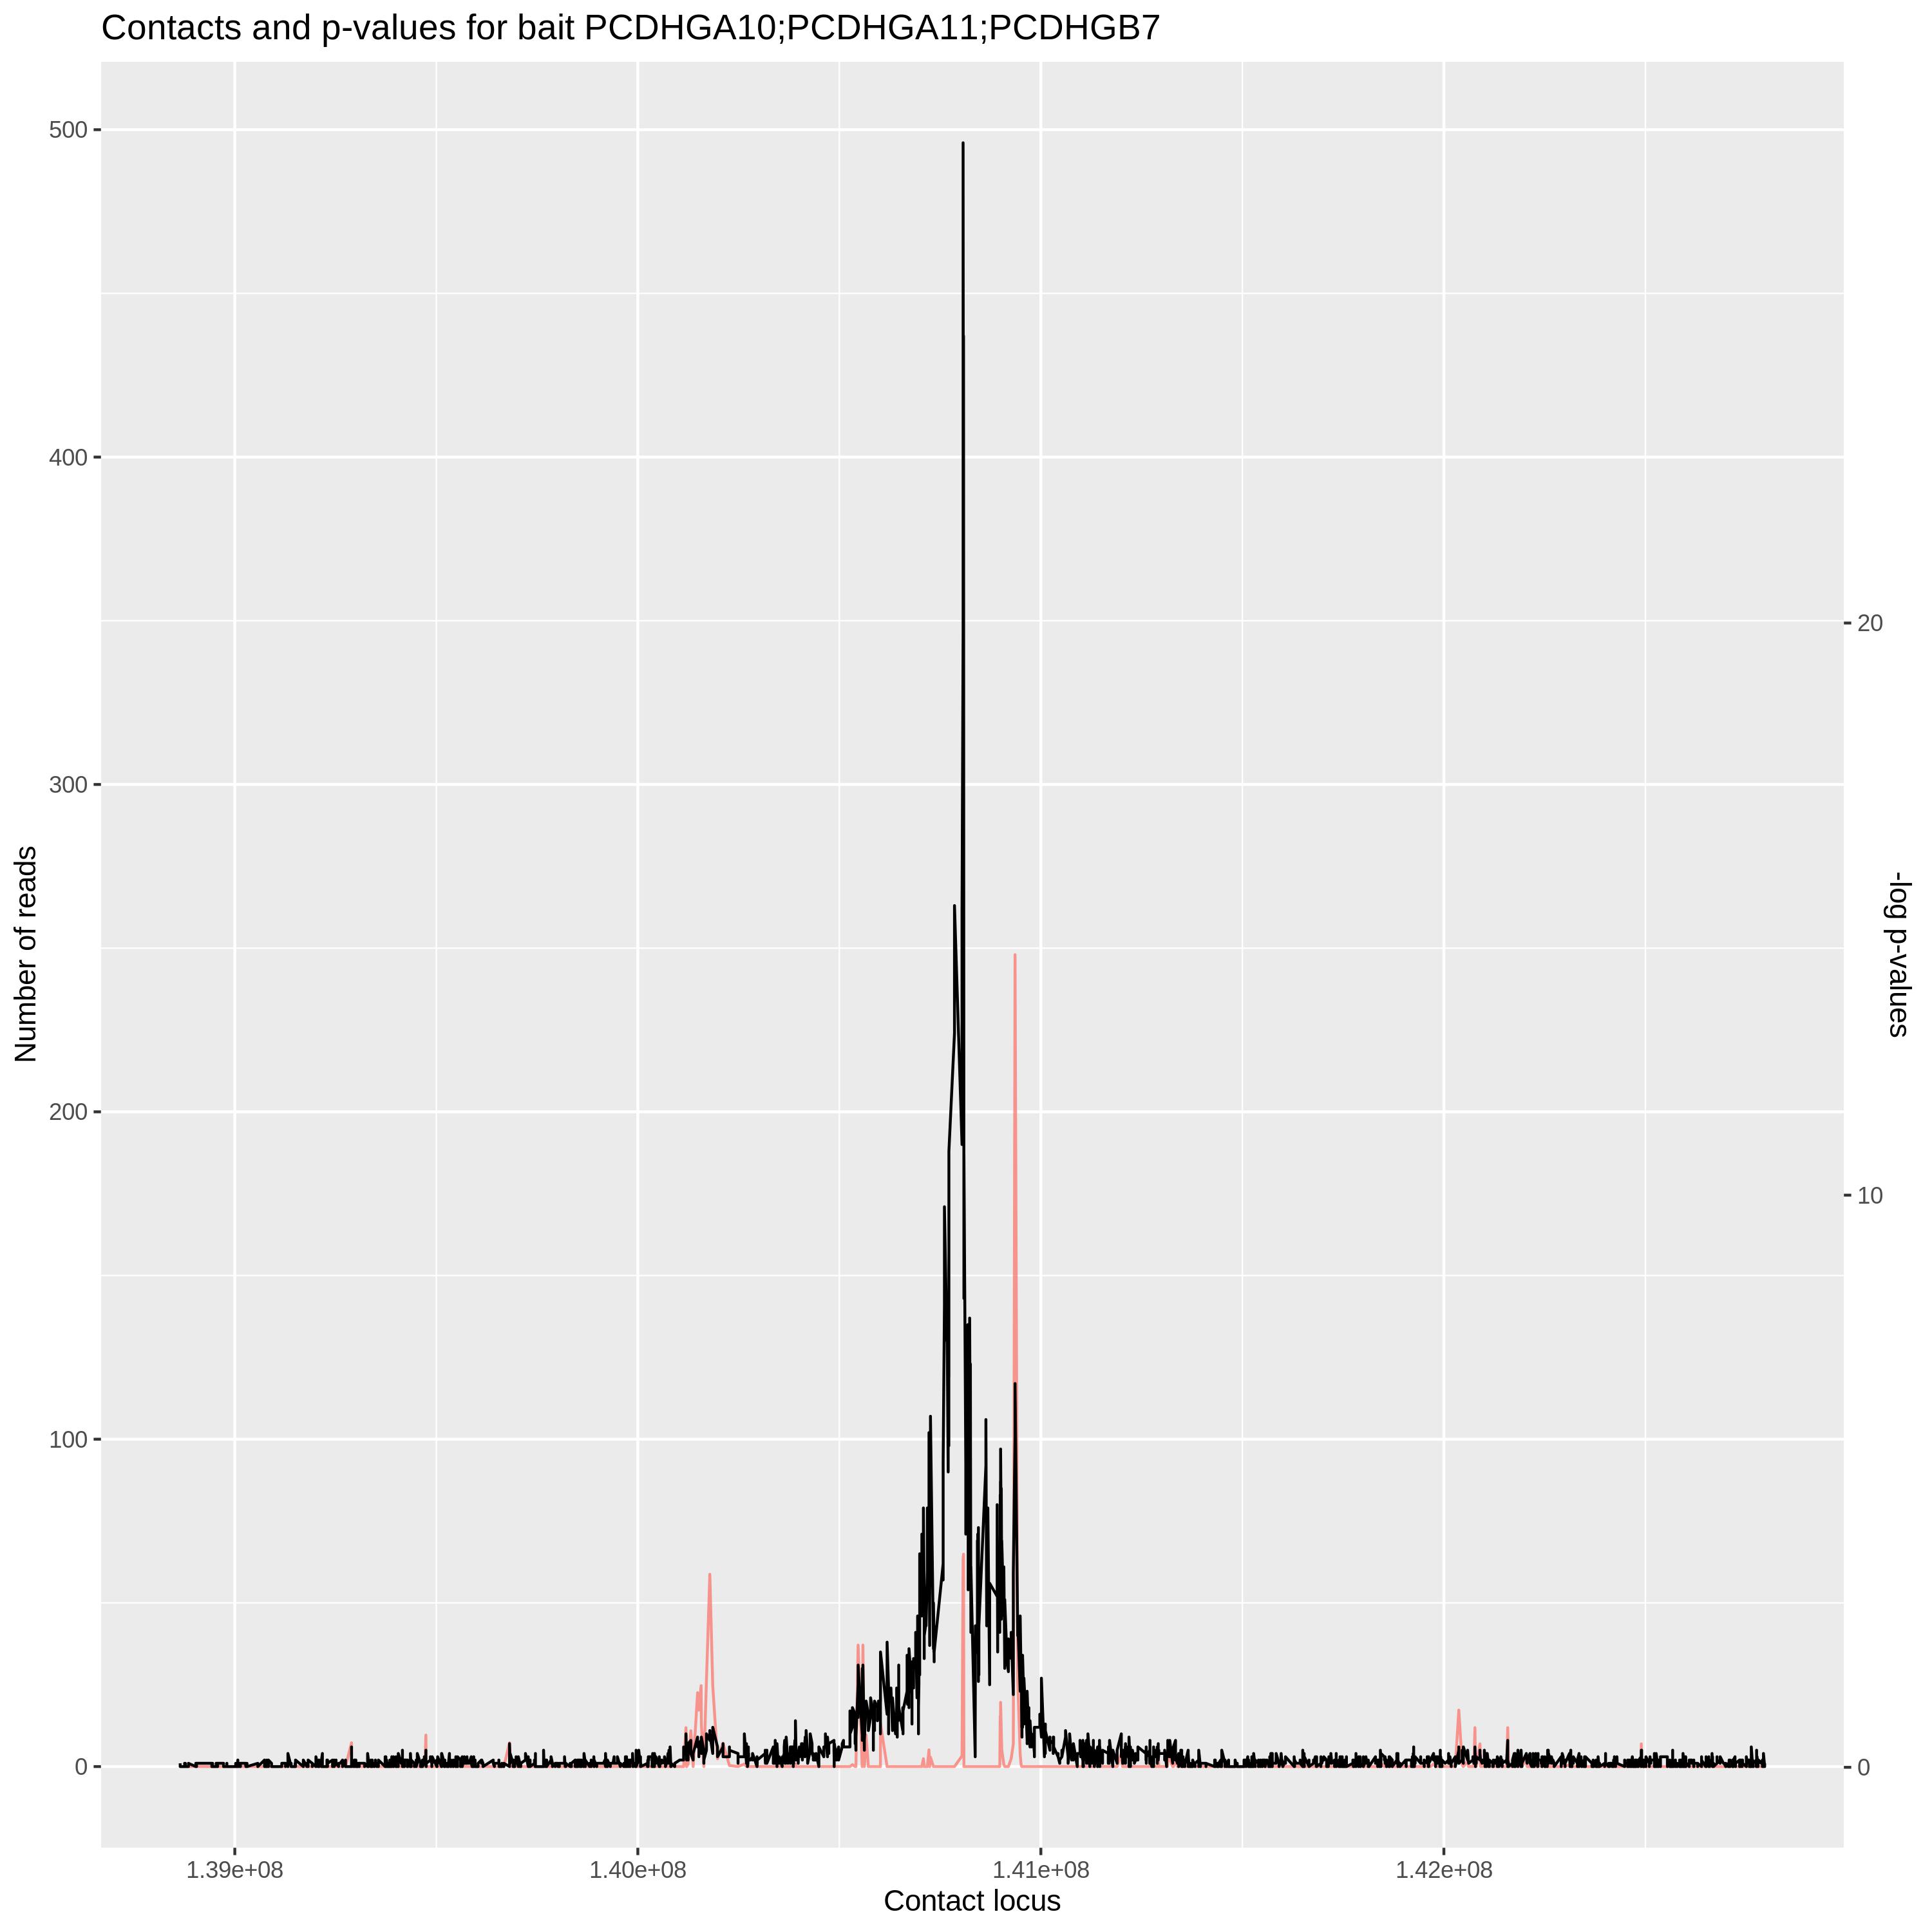 Contacts and p-values for bait PCDHGA10;PCDHGA11;PCDHGB7
500
400
300
200
100
0
Number of reads
20
10
0
-log p-values
1.39e+08
1.40e+08
1.41e+08
1.42e+08
Contact locus